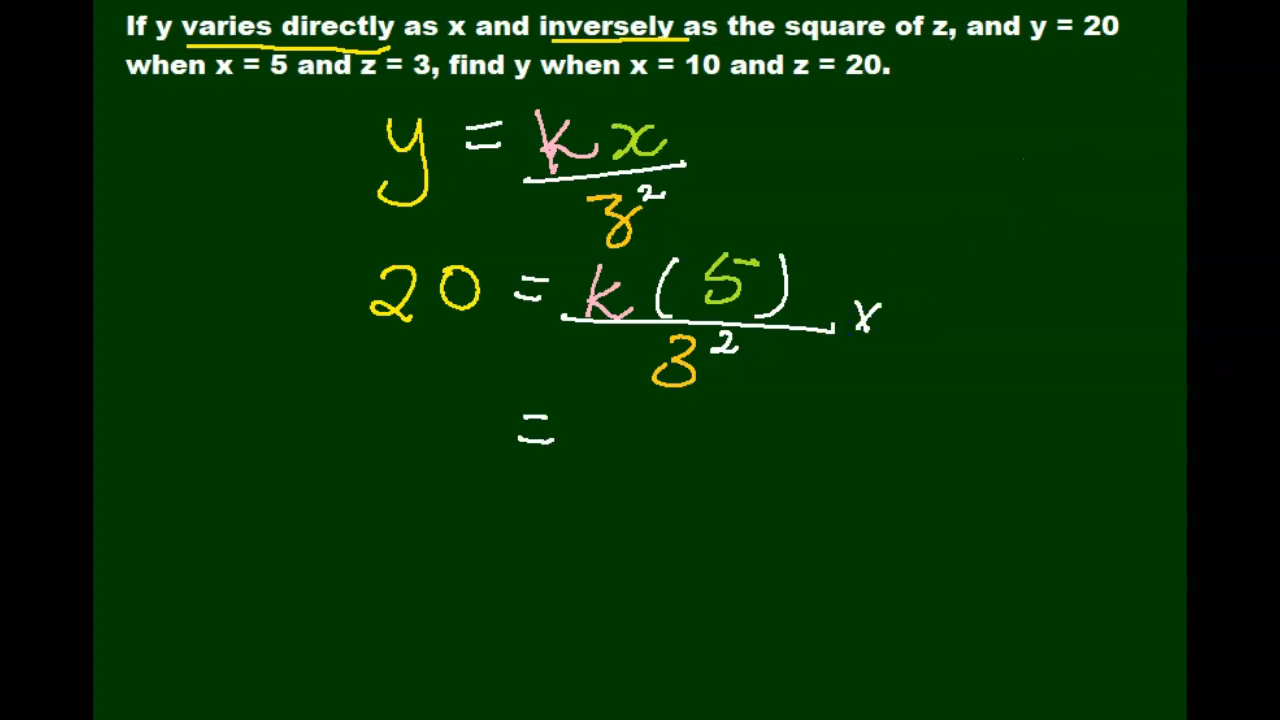 If y varies directly as x and inversely as the square of z, and y = 20
when x = 5 and z = 3, find y when x = 10 and z = 20.
y = kx
z²
20 = k(5) x
3²
=